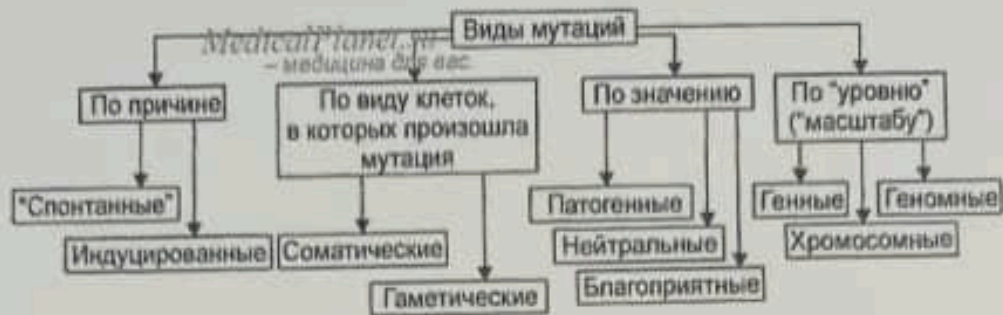 Виды мутаций
MedicalPlanet.su
– медицина для вас.
По причине
По виду клеток,
в которых произошла
мутация
По значению
По "уровню"
("масштабу")
"Спонтанные"
Индуцированные
Соматические
Гаметические
Патогенные
Нейтральные
Благоприятные
Генные
Геномные
Хромосомные